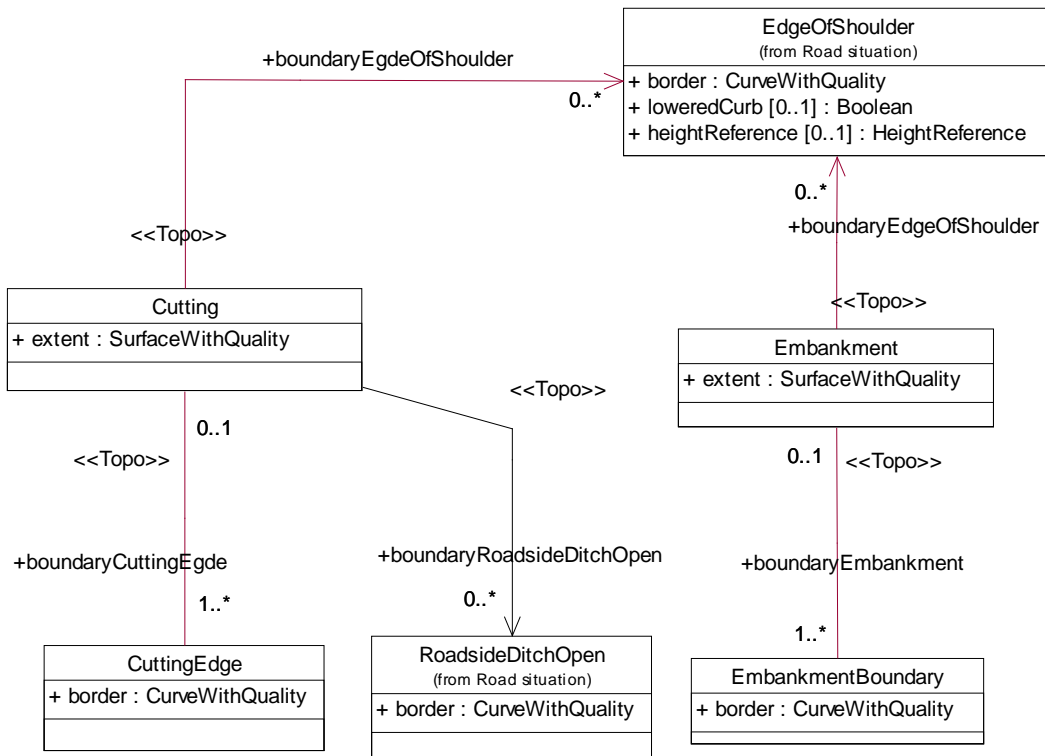 EdgeOfShoulder
(from Road situation)
+ border : CurveWithQuality
+ loweredCurb [0..1] : Boolean
+ heightReference [0..1] : HeightReference
+boundaryEgdeOfShoulder
0..*
0..*
+boundaryEdgeOfShoulder
<<Topo>>
<<Topo>>
Cutting
+ extent : SurfaceWithQuality
Embankment
+ extent : SurfaceWithQuality
<<Topo>>
0..1
<<Topo>>
0..1
<<Topo>>
+boundaryCuttingEgde
+boundaryRoadsideDitchOpen
+boundaryEmbankment
1..*
0..*
1..*
CuttingEdge
+ border : CurveWithQuality
RoadsideDitchOpen
(from Road situation)
+ border : CurveWithQuality
EmbankmentBoundary
+ border : CurveWithQuality